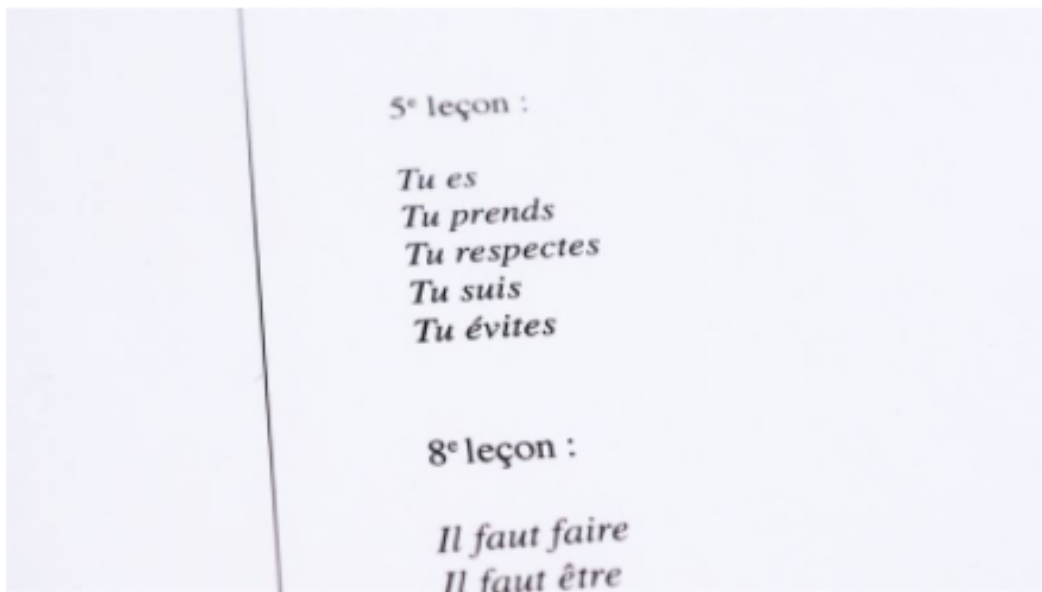 5ᵉ leçon :
Tu es
Tu prends
Tu respectes
Tu suis
Tu évites
8ᵉ leçon :
Il faut faire
Il faut être